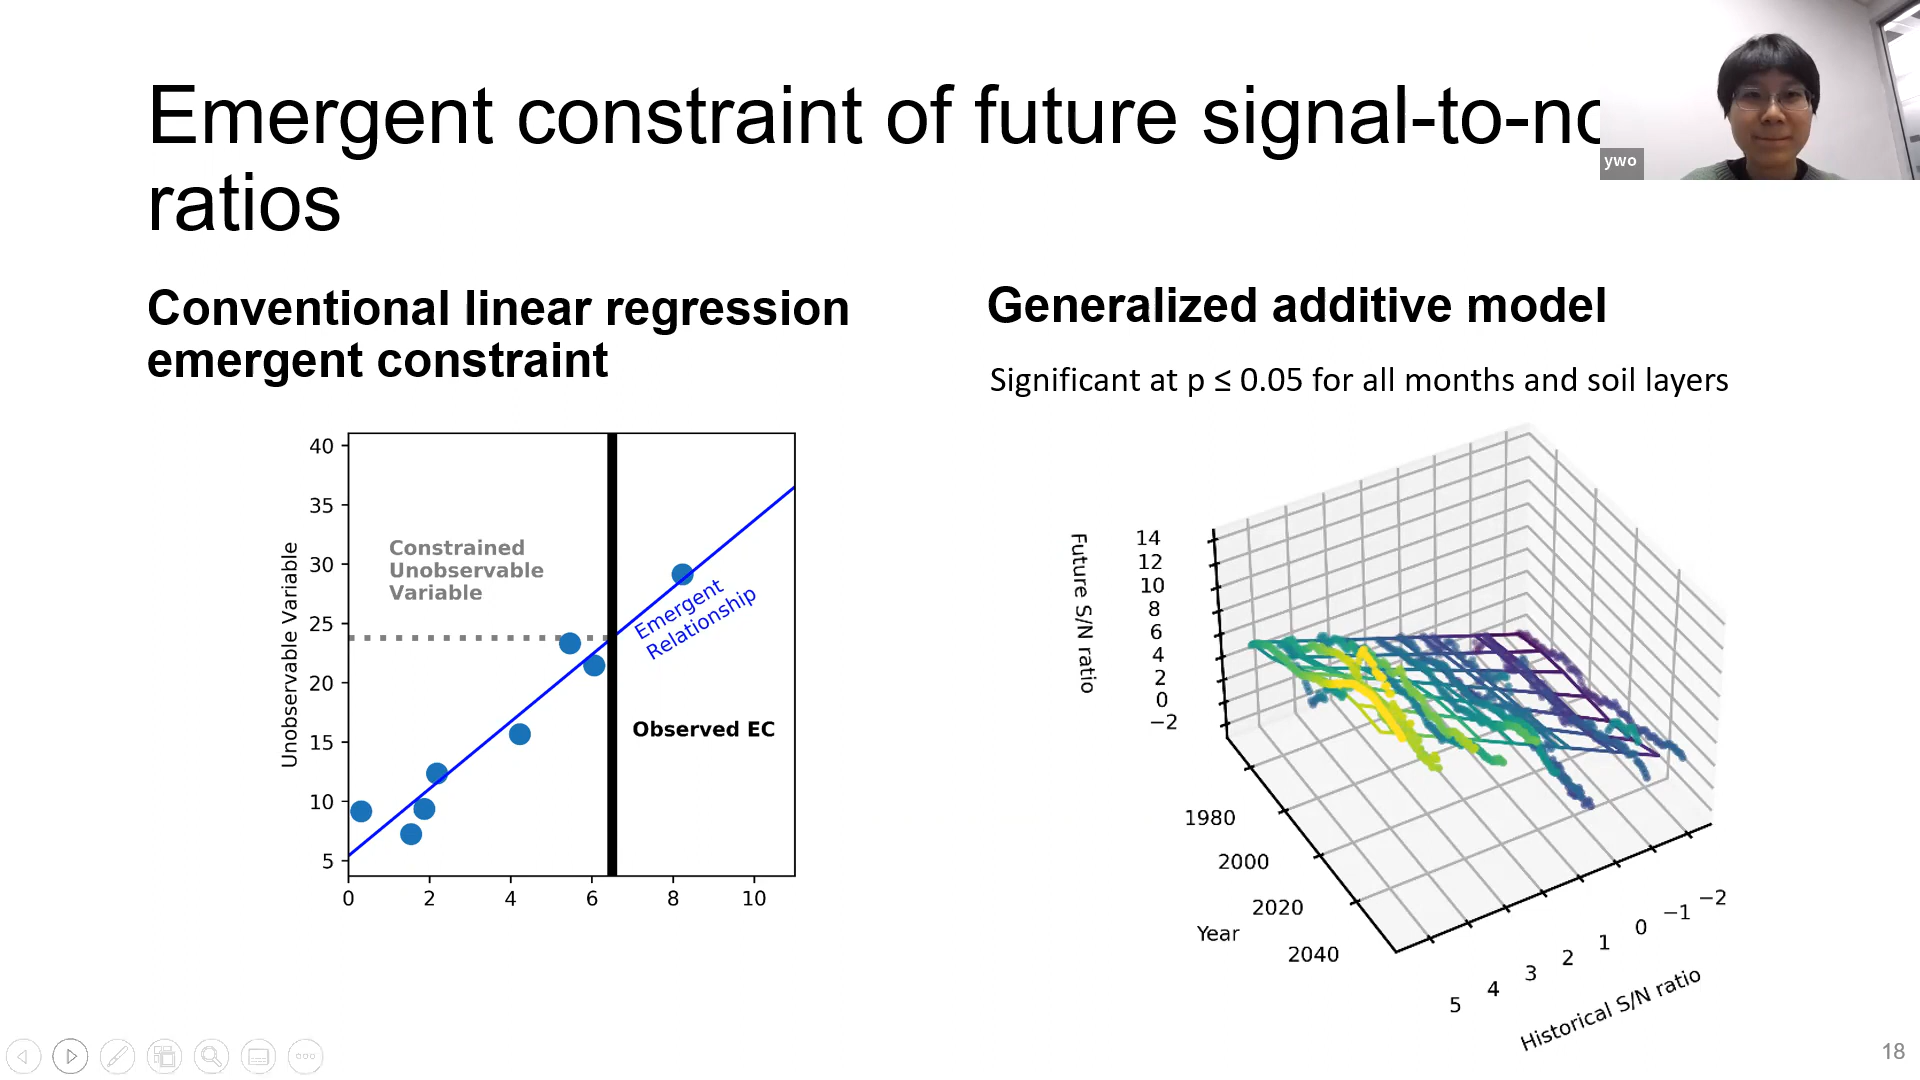 Emergent constraint of future signal-to-no
ratios
ywo
Conventional linear regression
emergent constraint
Generalized additive model
Significant at p ≤ 0.05 for all months and soil layers
40
35
30
25
20
15
10
5
Unobservable Variable
Constrained
Unobservable
Variable
Emergent
Relationship
Observed EC
0 2 4 6 8 10
Future S/N ratio
14
12
10
8
6
4
2
0
−2
1980
2000
2020
2040
Year
5 4 3 2 1 0 −1 −2
Historical S/N ratio
18